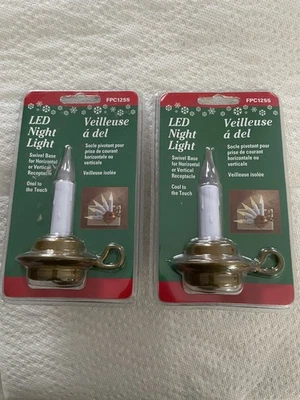 FPC1255
LED
Night
Light
Swivel Base
for Horizontal
or Vertical
Receptacle
Cool to
the Touch
Veilleuse
á del
Socle pivotant pour
prise de courant
horizontale ou
verticale
Veilleuse isolée
FPC1255
LED
Night
Light
Swivel Base
for Horizontal
or Vertical
Receptacle
Cool to
the Touch
Veilleuse
á del
Socle pivotant pour
prise de courant
horizontale ou
verticale
Veilleuse isolée